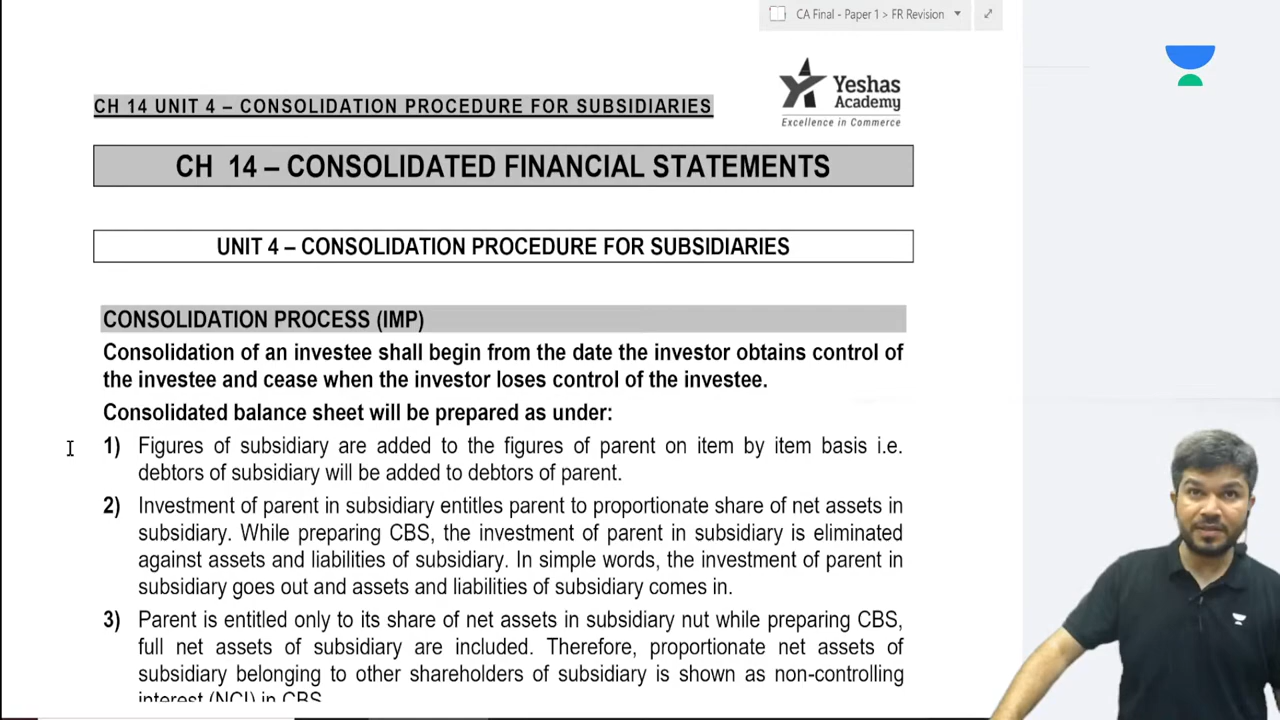 CA Final - Paper 1 > FR Revision
Yeshas
Academy
Excellence in Commerce
CH 14 UNIT 4 – CONSOLIDATION PROCEDURE FOR SUBSIDIARIES
CH 14 – CONSOLIDATED FINANCIAL STATEMENTS
UNIT 4 – CONSOLIDATION PROCEDURE FOR SUBSIDIARIES
CONSOLIDATION PROCESS (IMP)
Consolidation of an investee shall begin from the date the investor obtains control of
the investee and cease when the investor loses control of the investee.
Consolidated balance sheet will be prepared as under:
1) Figures of subsidiary are added to the figures of parent on item by item basis i.e.
debtors of subsidiary will be added to debtors of parent.
2) Investment of parent in subsidiary entitles parent to proportionate share of net assets in
subsidiary. While preparing CBS, the investment of parent in subsidiary is eliminated
against assets and liabilities of subsidiary. In simple words, the investment of parent in
subsidiary goes out and assets and liabilities of subsidiary comes in.
3) Parent is entitled only to its share of net assets in subsidiary nut while preparing CBS,
full net assets of subsidiary are included. Therefore, proportionate net assets of
subsidiary belonging to other shareholders of subsidiary is shown as non-controlling
interest (NCI) in CBS